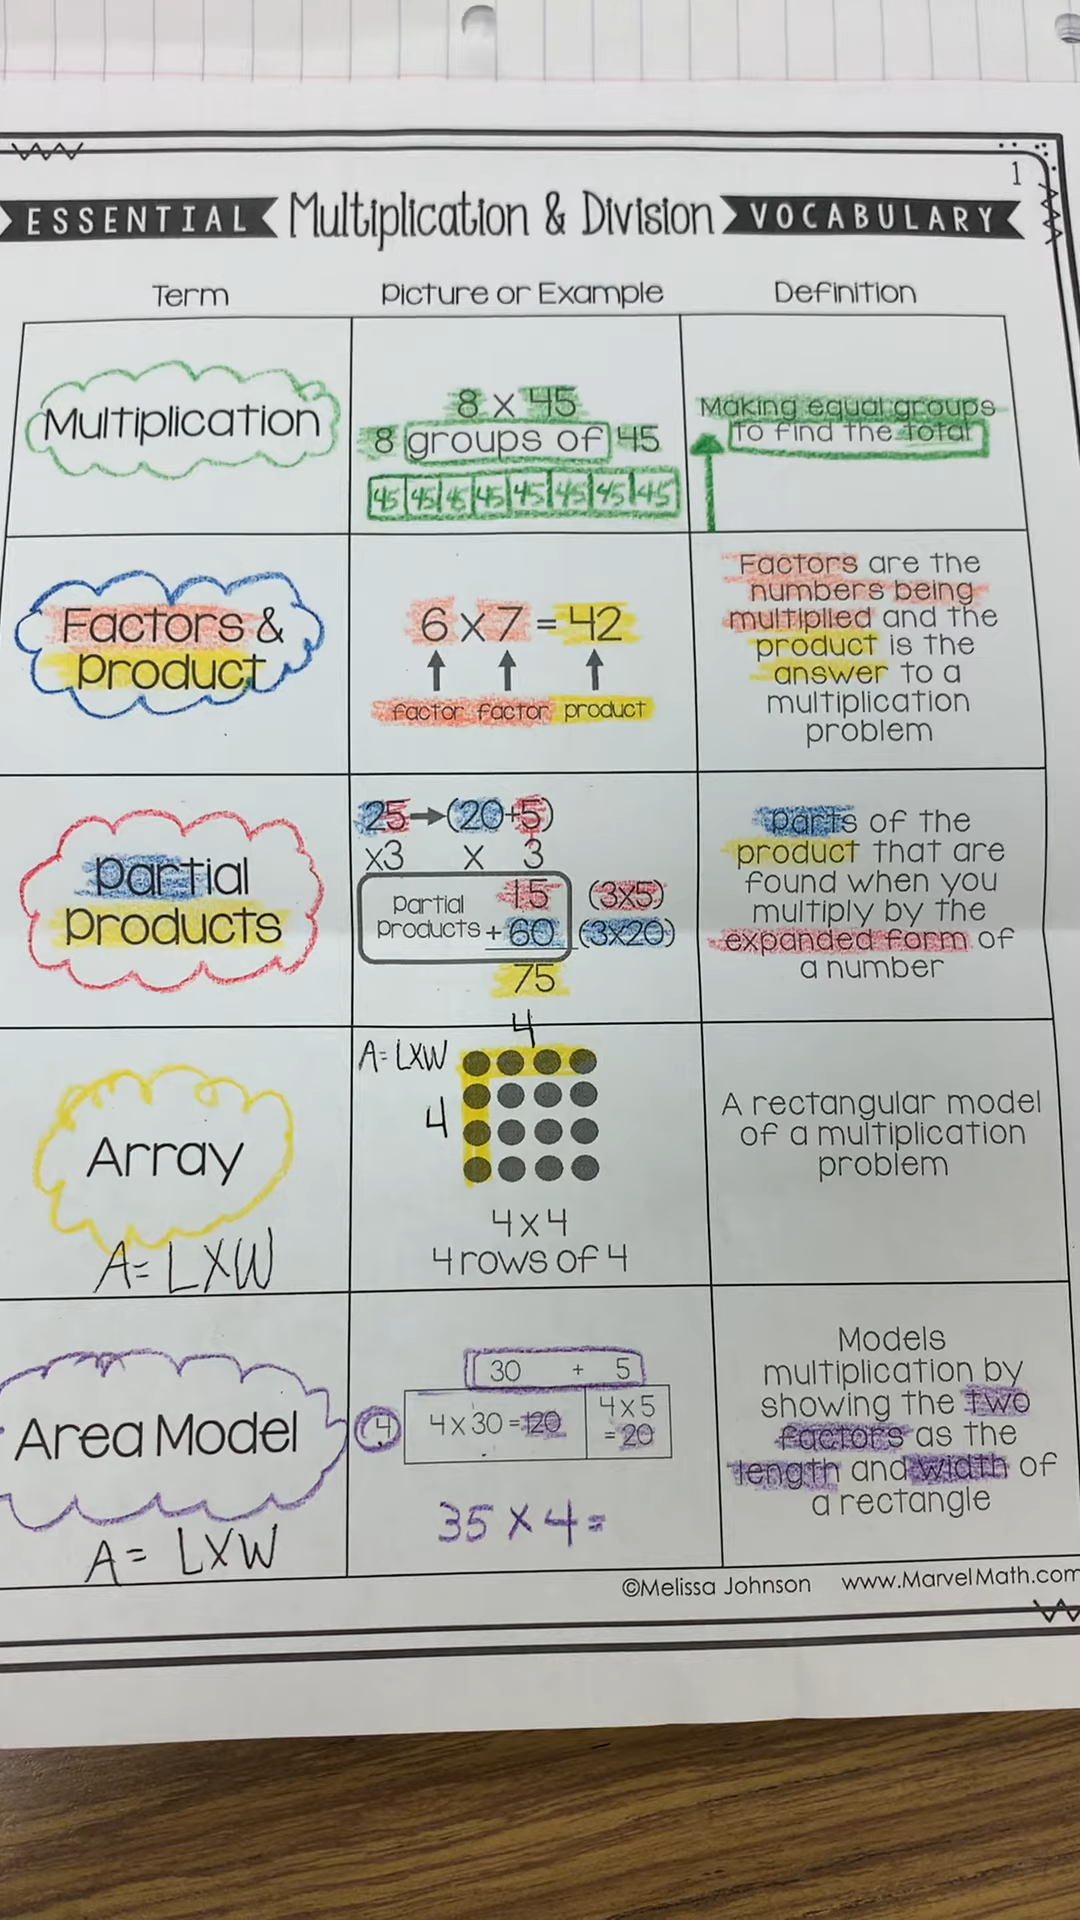 1
ESSENTIAL Multiplication & Division VOCABULARY
Term Picture or Example Definition
Multiplication
8 x 45
8 groups of 45
45 45 45 45 45 45 45 45
Making equal groups
to find the total
Factors &
Product
6 x 7 = 42
factor factor product
Factors are the
numbers being
multiplied and the
product is the
answer to a
multiplication
problem
Partial
Products
25 → (20+5)
x3 x 3
15 (3x5)
Partial
Products + 60 (3x20)
75
Parts of the
product that are
found when you
multiply by the
expanded form of
a number
Array
A= LXW
4
A= LXW
4
4 x 4
4 rows of 4
A rectangular model
of a multiplication
problem
Area Model
A= LXW
30 + 5
4
4 x 30 = 120
4 x 5
= 20
35 X 4 =
Models
multiplication by
showing the two
factors as the
length and width of
a rectangle
©Melissa Johnson www.MarvelMath.com